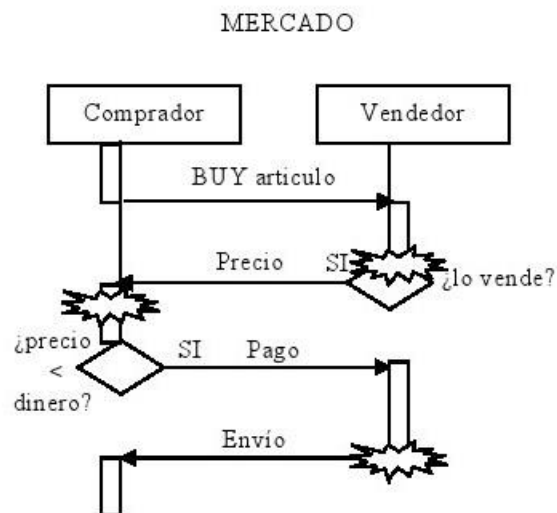 MERCADO
Comprador
Vendedor
BUY articulo
Precio
SI
¿lo vende?
¿precio
<
dinero?
SI
Pago
Envío